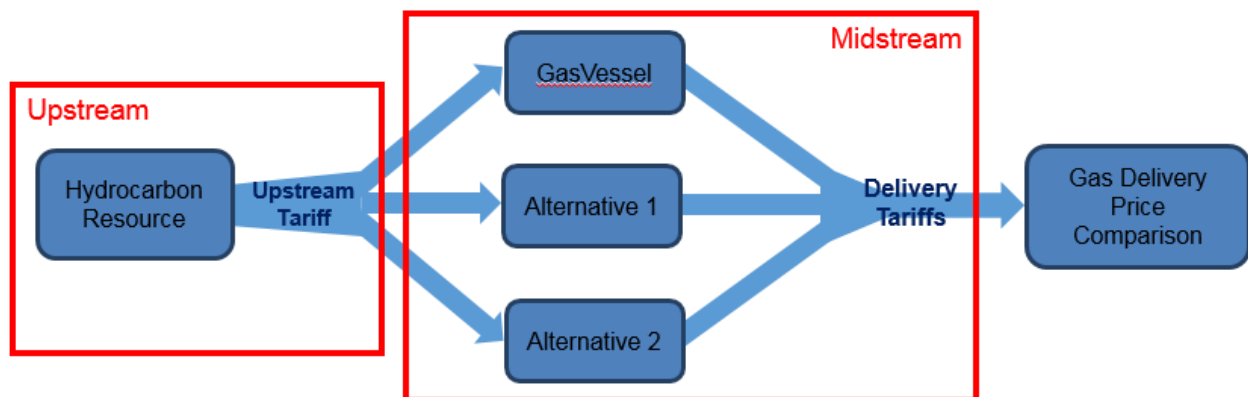 Upstream
Hydrocarbon
Resource
Upstream
Tariff
Midstream
GasVessel
Alternative 1
Alternative 2
Delivery
Tariffs
Gas Delivery
Price
Comparison